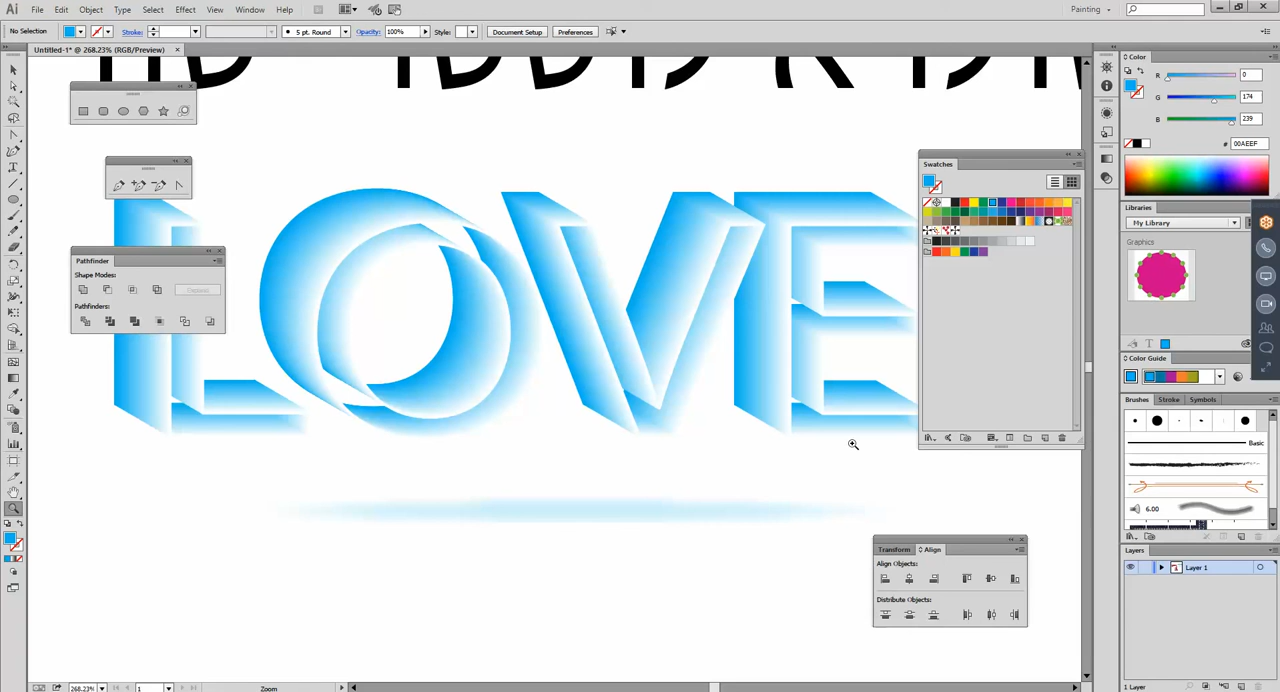 Ai File Edit Object Type Select Effect View Window Help Painting
No Selection Stroke: 5 pt. Round Opacity: 100% Style: Document Setup Preferences
Untitled-1* @ 268.23% (RGB/Preview) ×
Color
R 0
G 174
B 239
# 00AEEF
Swatches
Libraries
My Library
Graphics
Pathfinder
Shape Modes:
Expand
Pathfinders:
LOVE
Color Guide
Brushes Stroke Symbols
Basic
6.00
Transform Align
Align Objects:
Distribute Objects:
Layers
Layer 1
268.23% 1 Zoom
1 Layer